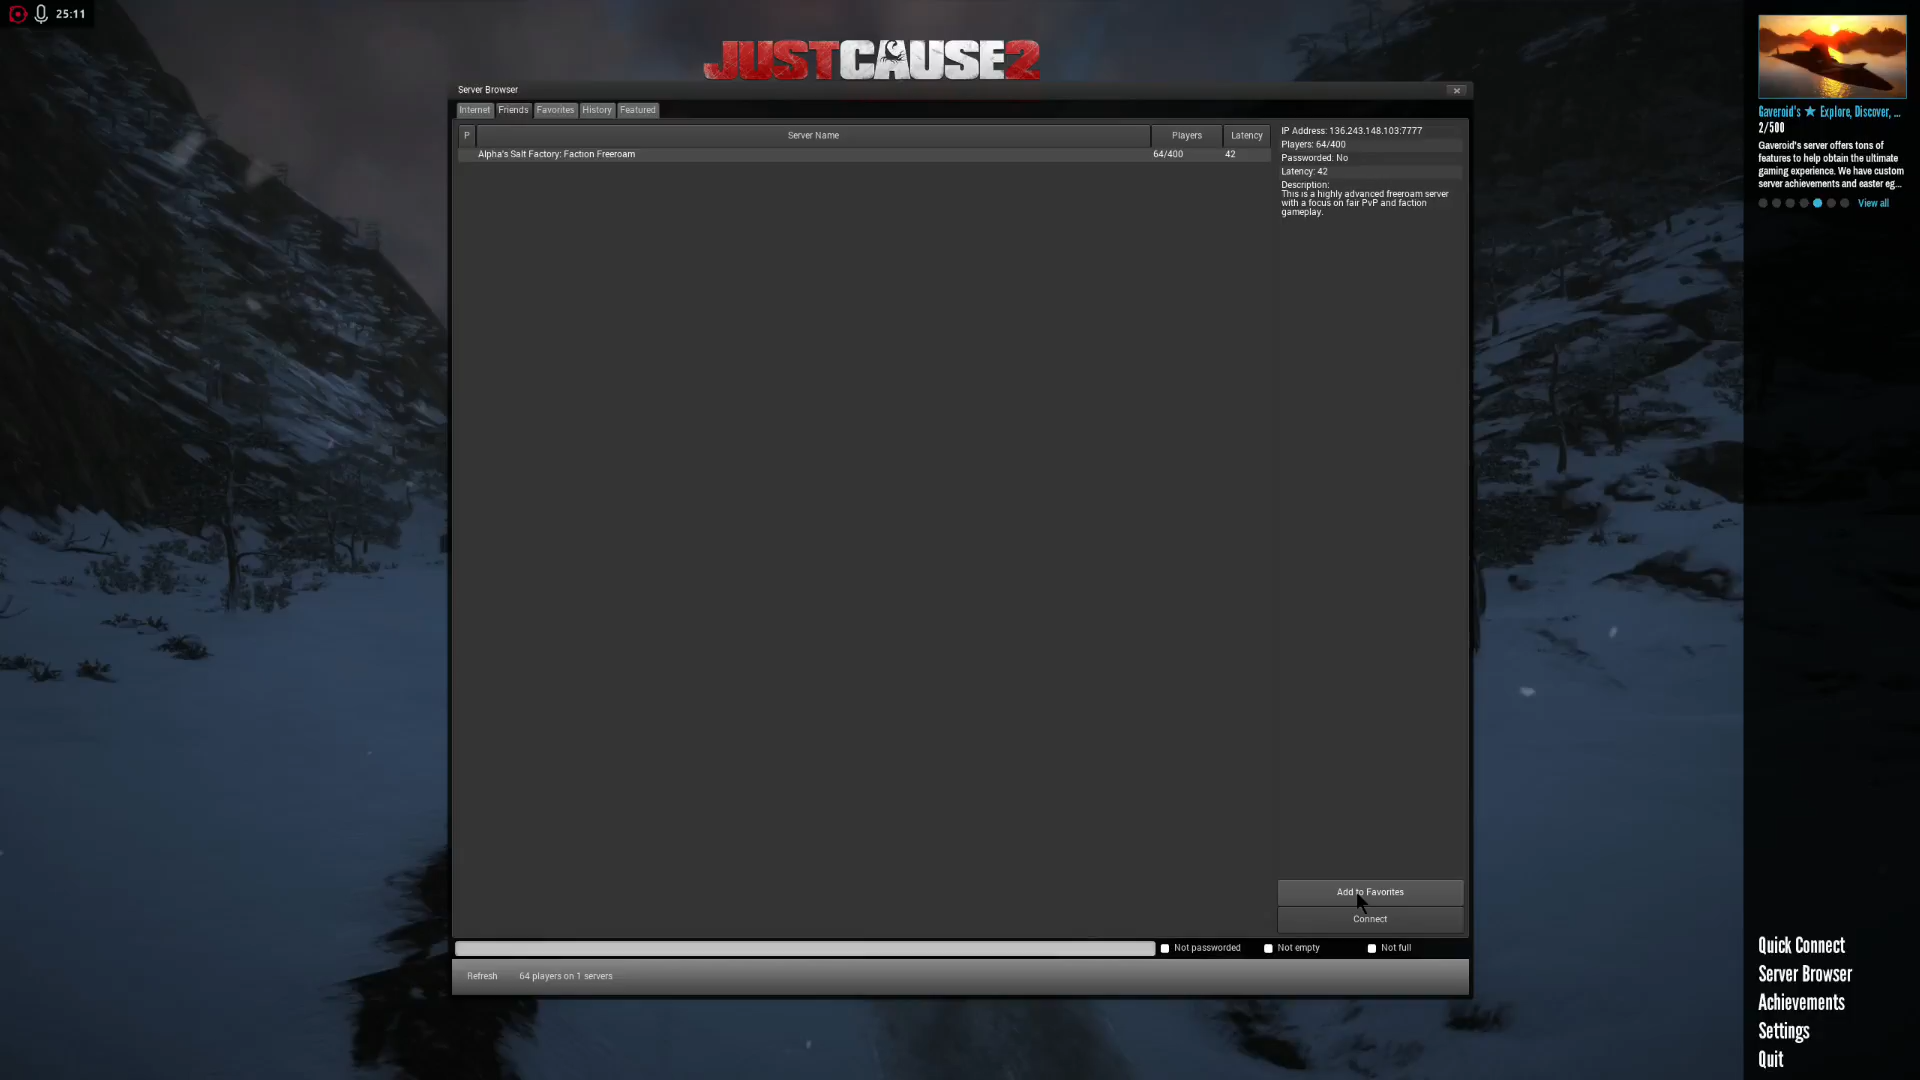 25:11
JUSTCAUSE2
Server Browser
Internet Friends Favorites History Featured
P Server Name Players Latency
Alpha's Salt Factory: Faction Freeroam 64/400 42
IP Address: 136.243.148.103:7777
Players: 64/400
Passworded: No
Latency: 42
Description:
This is a highly advanced freeroam server
with a focus on fair PvP and faction
gameplay.
Add to Favorites
Connect
Not passworded Not empty Not full
Refresh 64 players on 1 servers
Gaveroid's ★ Explore, Discover, ...
2/500
Gaveroid's server offers tons of
features to help obtain the ultimate
gaming experience. We have custom
server achievements and easter eg...
View all
Quick Connect
Server Browser
Achievements
Settings
Quit